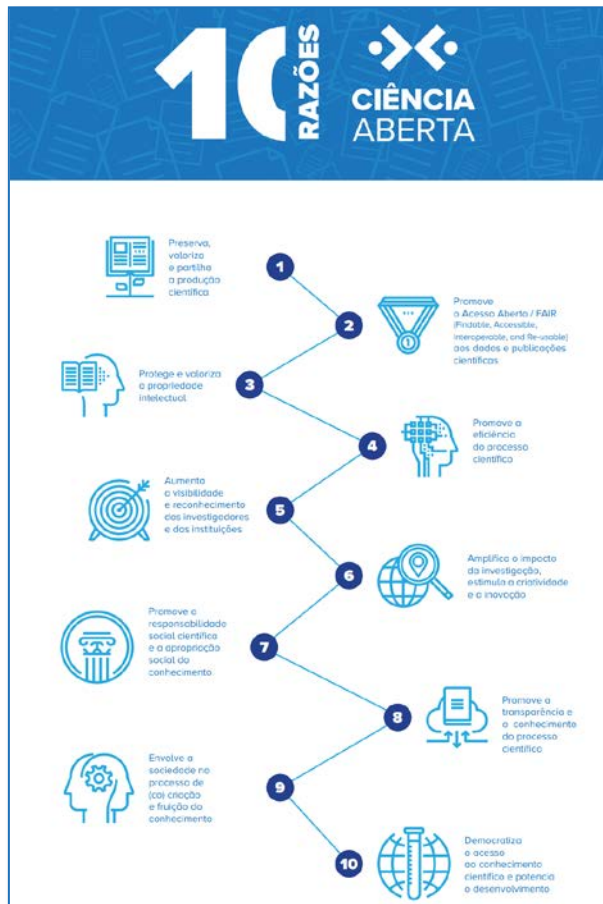 10
RAZÕES
CIÊNCIA
ABERTA
1
Preserva,
valoriza
e partilha
a produção
científica
2
Promove
o Acesso Aberto / FAIR
(Findable, Accessible,
Interoperable, and Re-usable)
aos dados e publicações
científicas
3
Protege e valoriza
a propriedade
intelectual
4
Promove a
eficiência
do processo
científico
5
Aumenta
a visibilidade
e reconhecimento
dos investigadores
e das instituições
6
Amplifica o impacto
da investigação,
estimula a criatividade
e a inovação
7
Promove a
responsabilidade
social científica
e a apropriação
social do
conhecimento
8
Promove a
transparência e
o conhecimento
do processo
científico
9
Envolve a
sociedade no
processo de
(co) criação
e fruição do
conhecimento
10
Democratiza
o acesso
ao conhecimento
científico e potencia
o desenvolvimento